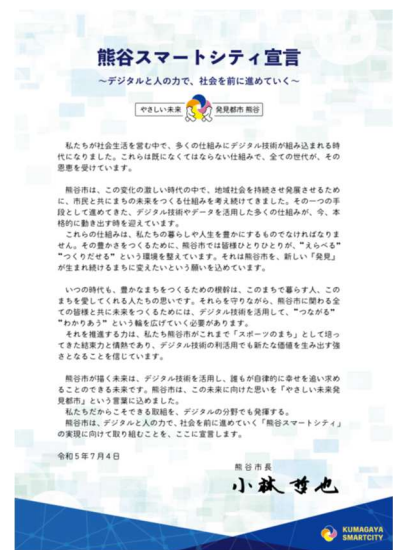 熊谷スマートシティ宣言
～デジタルと人の力で、社会を前に進めていく～
やさしい未来 発見都市 熊谷
私たちが社会生活を営む中で、多くの仕組みにデジタル技術が組み込まれる時
代になりました。これらは既になくてはならない仕組みで、全ての世代が、その
恩恵を受けています。
熊谷市は、この変化の激しい時代の中で、地域社会を持続させ発展させるため
に、市民と共にまちの未来をつくる仕組みを考え続けてきました。その一つの手
段として進めてきた、デジタル技術やデータを活用した多くの仕組みが、今、本
格的に動き出す時を迎えています。
これらの仕組みは、私たちの暮らしや人生を豊かにするものでなければなりま
せん。その豊かさをつくるために、熊谷市では皆様ひとりひとりが、"えらべる"
"つくりだせる" という環境を整えています。それは熊谷市を、新しい「発見」
が生まれ続けるまちに変えたいという願いを込めています。
いつの時代も、豊かなまちをつくるための根幹は、このまちで暮らす人、この
まちを愛してくれる人たちの思いです。それらを守りながら、熊谷市に関わる全
ての皆様と共に未来をつくるためには、デジタル技術を活用して、"つながる"
"わかりあう" という輪を広げていく必要があります。
それを推進する力は、私たち熊谷市がこれまで「スポーツのまち」として培っ
てきた結束力と情熱であり、デジタルの利活用でも新たな価値を生み出す強
さとなることを信じています。
熊谷市が描く未来は、デジタル技術を活用し、誰もが自律的に幸せを追い求め
ることのできる未来です。熊谷市は、この未来に向けた思いを「やさしい未来発
見都市」という言葉に込めました。
私たちだからこそできる取組を、デジタルの分野でも発揮する。
熊谷市は、デジタルと人の力で、社会を前に進めていく「熊谷スマートシティ」
の実現に向けて取り組むことを、ここに宣言します。
令和５年７月４日
熊谷市長
小林 哲也
KUMAGAYA
SMARTCITY